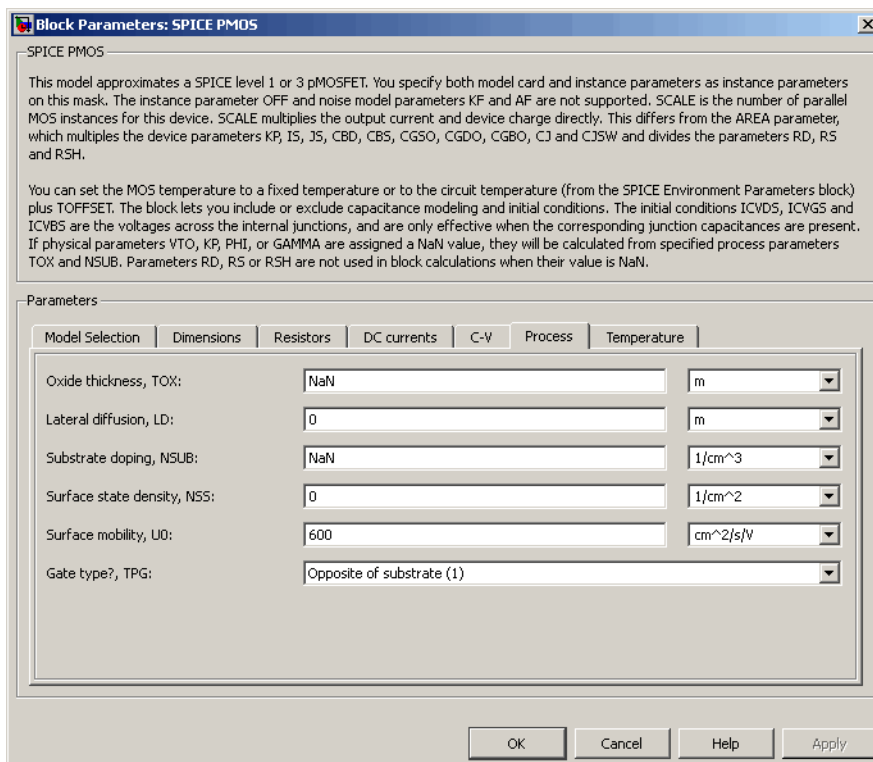 Block Parameters: SPICE PMOS
SPICE PMOS
This model approximates a SPICE level 1 or 3 pMOSFET. You specify both model card and instance parameters as instance parameters
on this mask. The instance parameter OFF and noise model parameters KF and AF are not supported. SCALE is the number of parallel
MOS instances for this device. SCALE multiplies the output current and device charge directly. This differs from the AREA parameter,
which multiples the device parameters KP, IS, JS, CBD, CBS, CGSO, CGDO, CGBO, CJ and CJSW and divides the parameters RD, RS
and RSH.
You can set the MOS temperature to a fixed temperature or to the circuit temperature (from the SPICE Environment Parameters block)
plus TOFFSET. The block lets you include or exclude capacitance modeling and initial conditions. The initial conditions ICVDS, ICVGS and
ICVBS are the voltages across the internal junctions, and are only effective when the corresponding junction capacitances are present.
If physical parameters VTO, KP, PHI, or GAMMA are assigned a NaN value, they will be calculated from specified process parameters
TOX and NSUB. Parameters RD, RS or RSH are not used in block calculations when their value is NaN.
Parameters
Model Selection Dimensions Resistors DC currents C-V Process Temperature
Oxide thickness, TOX: NaN m
Lateral diffusion, LD: 0 m
Substrate doping, NSUB: NaN 1/cm^3
Surface state density, NSS: 0 1/cm^2
Surface mobility, U0: 600 cm^2/s/V
Gate type?, TPG: Opposite of substrate (1)
OK Cancel Help Apply